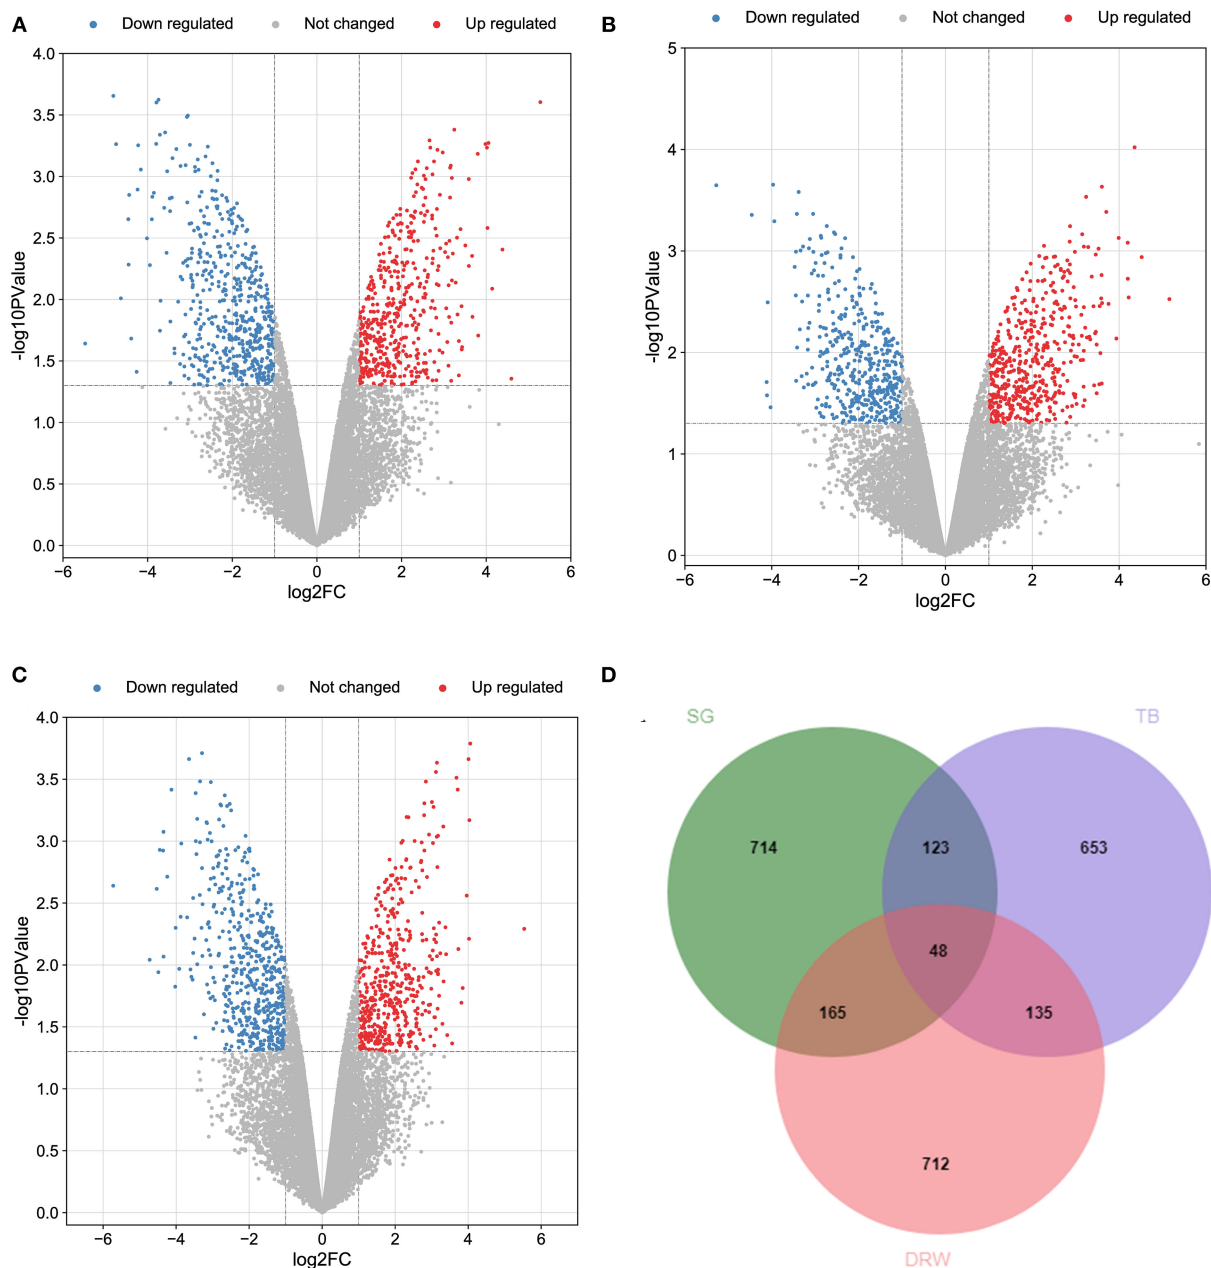 A
Down regulated
Not changed
Up regulated
4.0
3.5
3.0
2.5
2.0
1.5
1.0
0.5
0.0
-log10PValue
−6
−4
−2
0
2
4
6
log2FC
B
Down regulated
Not changed
Up regulated
5
4
3
2
1
0
-log10PValue
−6
−4
−2
0
2
4
6
log2FC
C
Down regulated
Not changed
Up regulated
4.0
3.5
3.0
2.5
2.0
1.5
1.0
0.5
0.0
-log10PValue
−6
−4
−2
0
2
4
6
log2FC
D
SG
TB
714
123
653
48
165
135
712
DRW